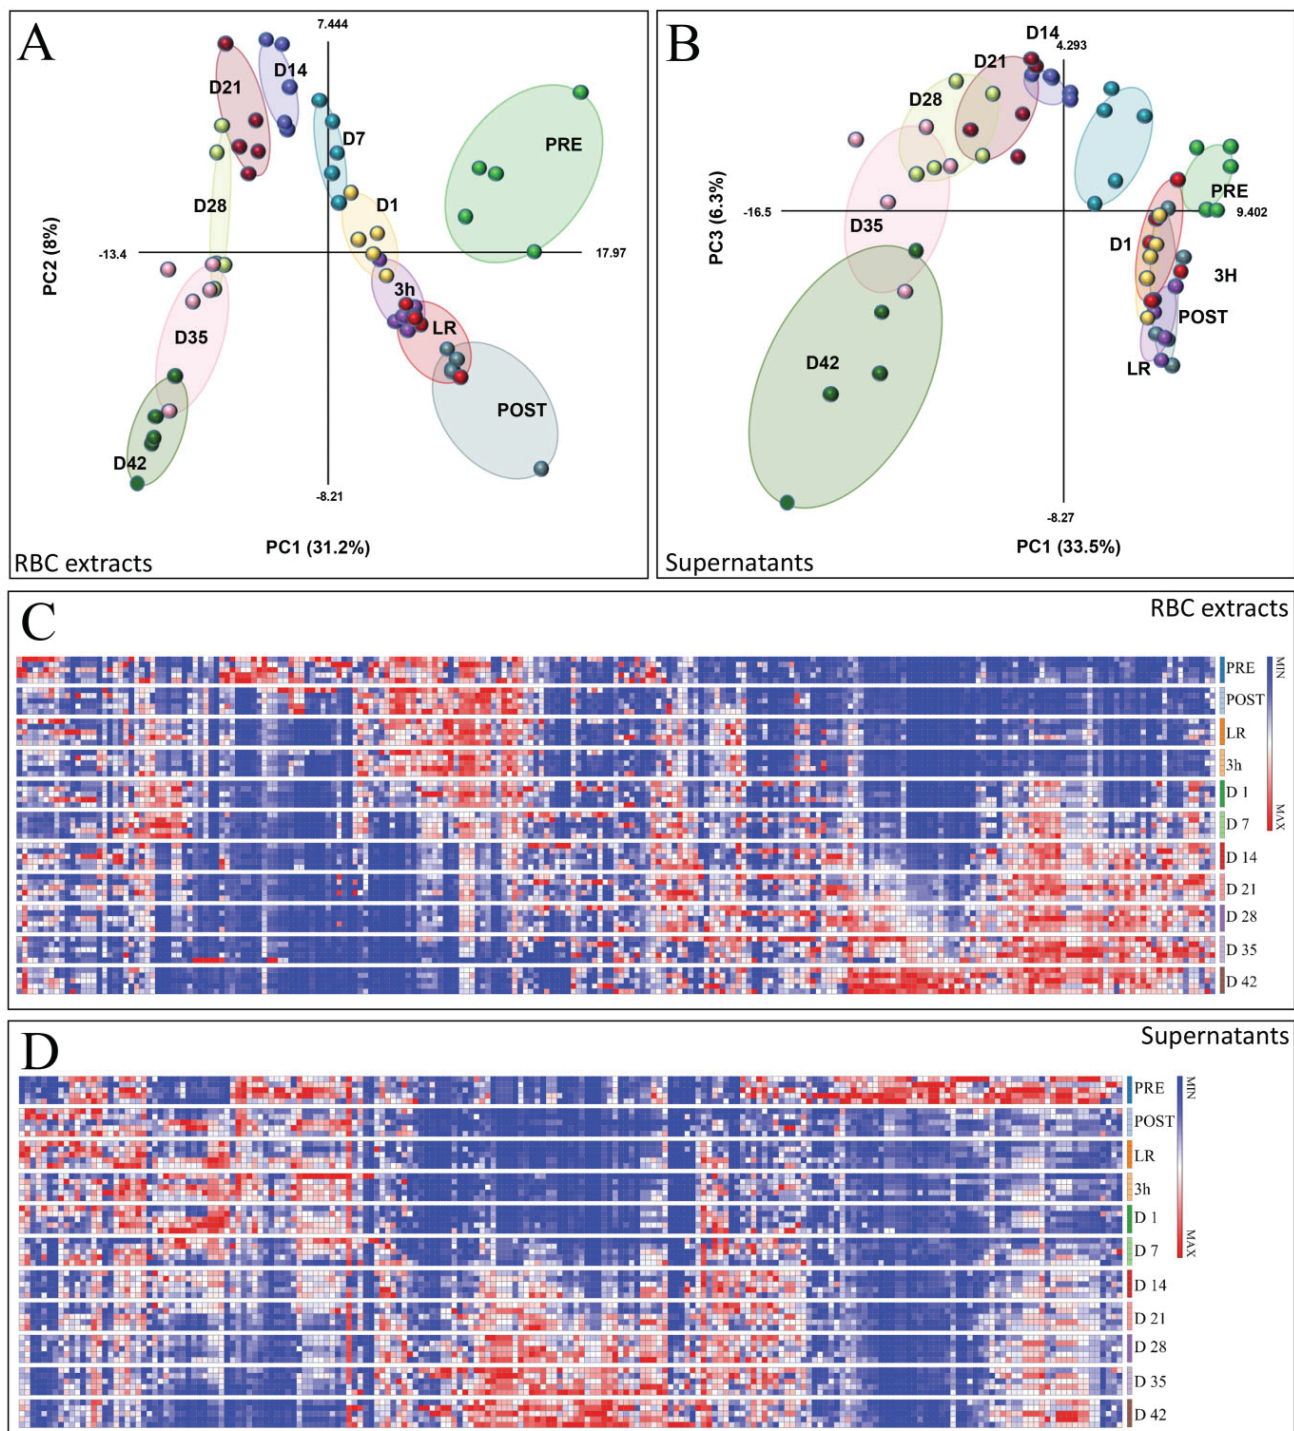 A
7.444
D14
D21
D7
PRE
D28
D1
PC2 (8%)
-13.4
17.97
3h
LR
D35
POST
D42
-8.21
PC1 (31.2%)
RBC extracts
B
D14
4.293
D21
D28
PC3 (6.3%)
PRE
-16.5
9.402
D35
D1
3H
POST
D42
LR
-8.27
PC1 (33.5%)
Supernatants
C
RBC extracts
PRE
POST
LR
3h
D 1
D 7
D 14
D 21
D 28
D 35
D 42
MIN
MAX
D
Supernatants
PRE
POST
LR
3h
D 1
D 7
D 14
D 21
D 28
D 35
D 42
MIN
MAX